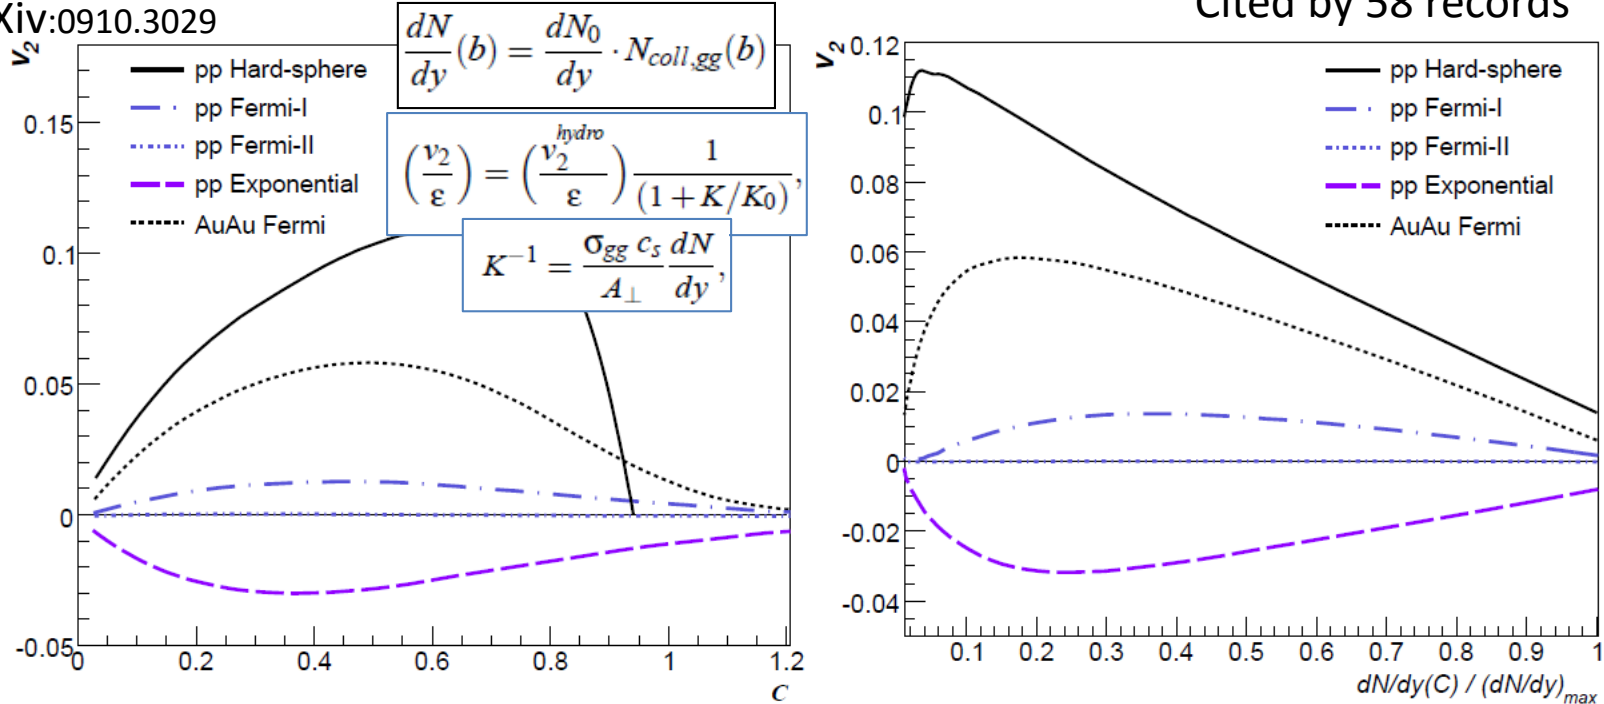 Xiv:0910.3029
Cited by 58 records
v2
0.15
0.1
0.05
0
-0.05
0 0.2 0.4 0.6 0.8 1 1.2
C
pp Hard-sphere
pp Fermi-I
pp Fermi-II
pp Exponential
AuAu Fermi
dN/dy (b) = dN0/dy · Ncoll,gg(b)
(v2/ε) = (v2^hydro/ε) 1/(1 + K/K0),
K^−1 = σgg cs/A⊥ dN/dy,
v2
0.12
0.1
0.08
0.06
0.04
0.02
0
-0.02
-0.04
0.1 0.2 0.3 0.4 0.5 0.6 0.7 0.8 0.9 1
dN/dy(C) / (dN/dy)max
pp Hard-sphere
pp Fermi-I
pp Fermi-II
pp Exponential
AuAu Fermi